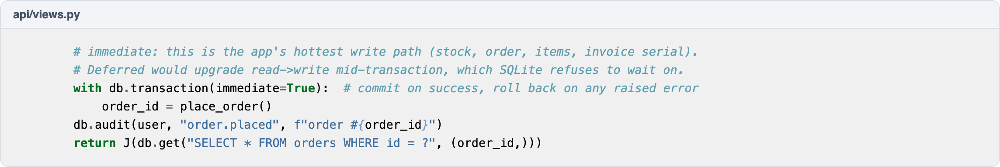 api/views.py
# immediate: this is the app's hottest write path (stock, order, items, invoice serial).
# Deferred would upgrade read->write mid-transaction, which SQLite refuses to wait on.
with db.transaction(immediate=True):  # commit on success, roll back on any raised error
    order_id = place_order()
db.audit(user, "order.placed", f"order #{order_id}")
return J(db.get("SELECT * FROM orders WHERE id = ?", (order_id,)))